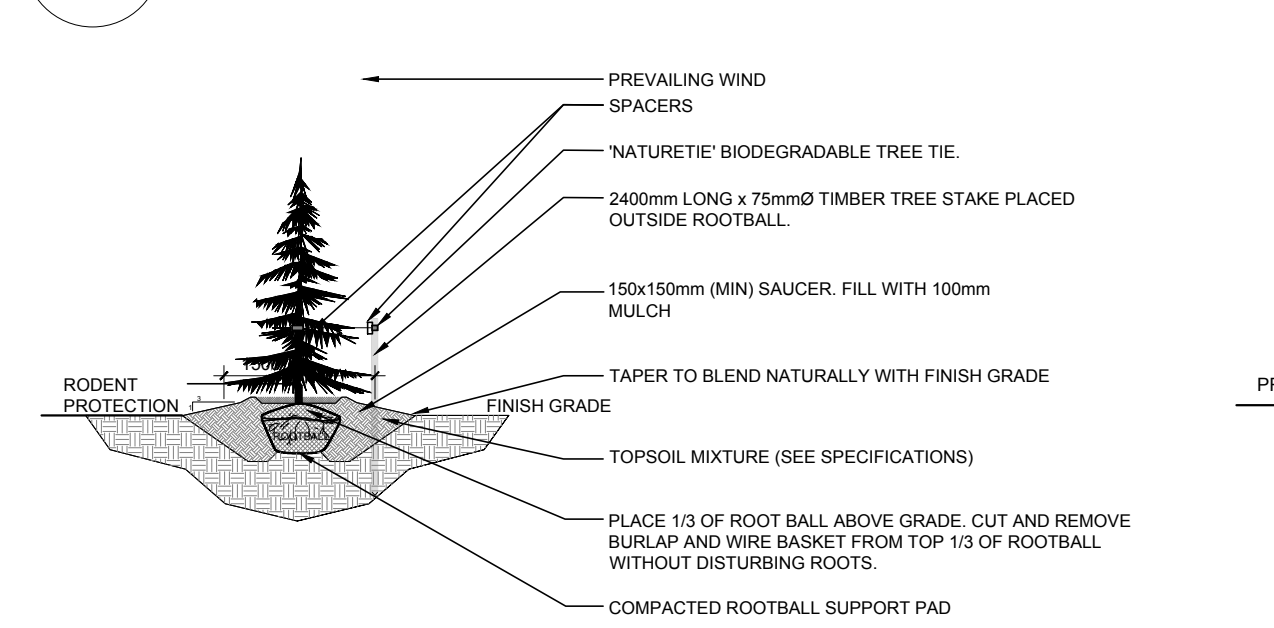 PREVAILING WIND
SPACERS
'NATURETIE' BIODEGRADABLE TREE TIE.
2400mm LONG x 75mmØ TIMBER TREE STAKE PLACED
OUTSIDE ROOTBALL.
150x150mm (MIN) SAUCER. FILL WITH 100mm
MULCH
TAPER TO BLEND NATURALLY WITH FINISH GRADE
RODENT
PROTECTION
3
1
FINISH GRADE
ROOTBALL
TOPSOIL MIXTURE (SEE SPECIFICATIONS)
PLACE 1/3 OF ROOT BALL ABOVE GRADE. CUT AND REMOVE
BURLAP AND WIRE BASKET FROM TOP 1/3 OF ROOTBALL
WITHOUT DISTURBING ROOTS.
COMPACTED ROOTBALL SUPPORT PAD